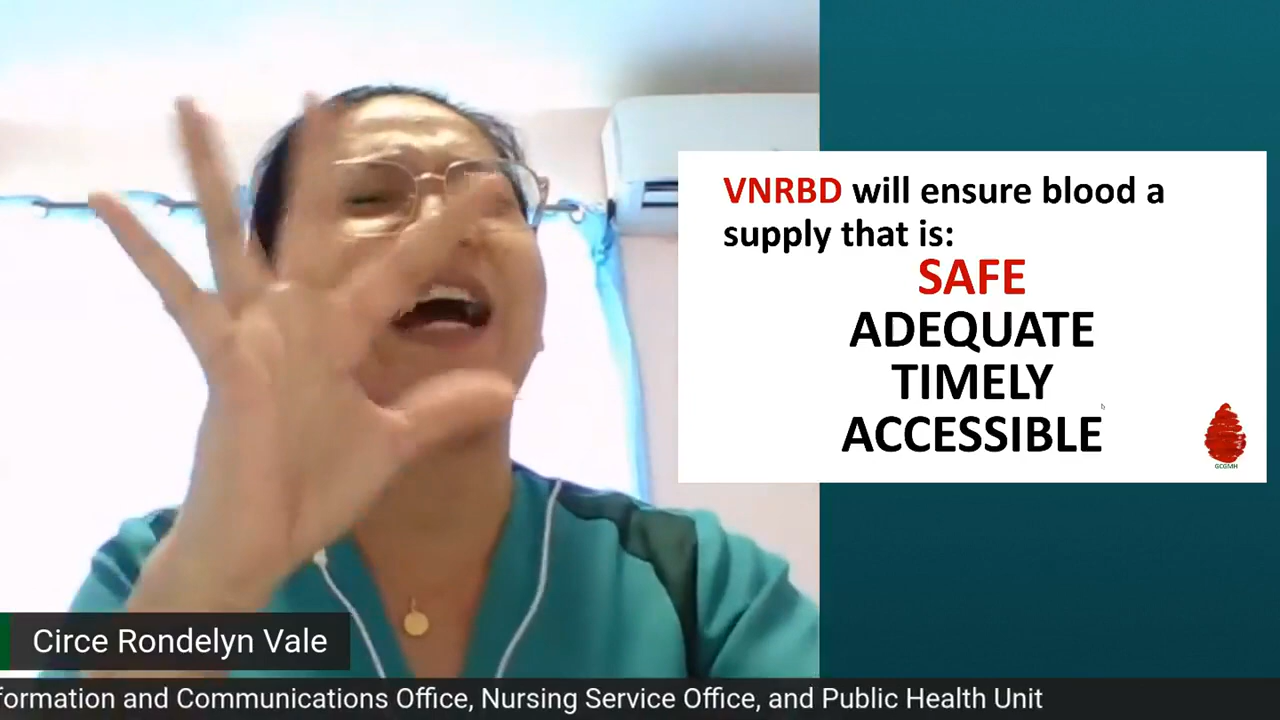 VNRBD will ensure blood a
supply that is:
SAFE
ADEQUATE
TIMELY
ACCESSIBLE
GCGMH
Circe Rondelyn Vale
formation and Communications Office, Nursing Service Office, and Public Health Unit